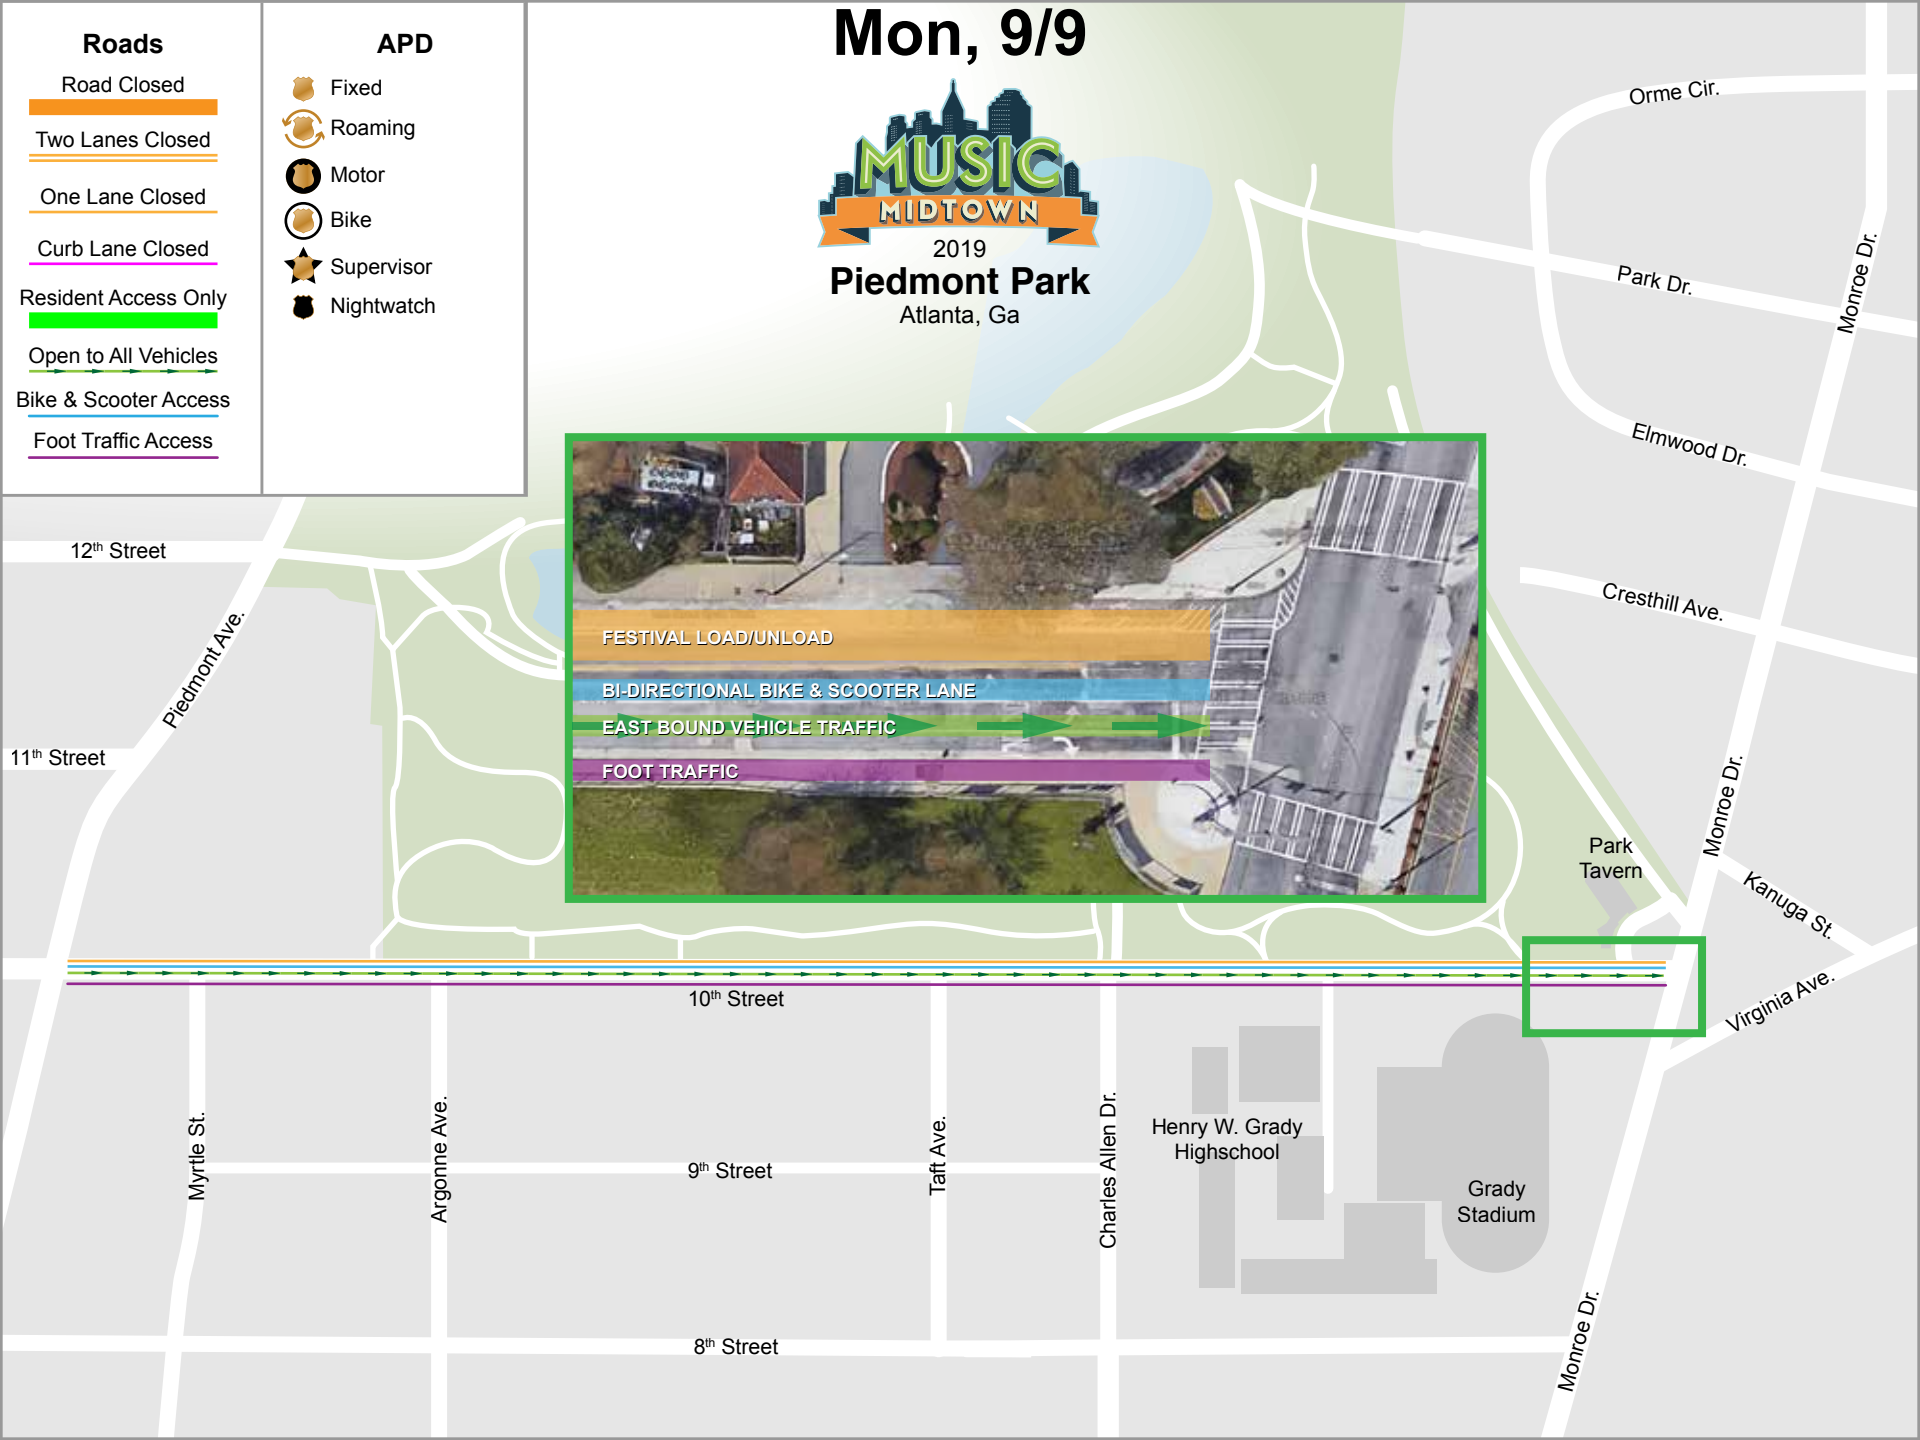 Roads
Road Closed
Two Lanes Closed
One Lane Closed
Curb Lane Closed
Resident Access Only
Open to All Vehicles
Bike & Scooter Access
Foot Traffic Access
APD
Fixed
Roaming
Motor
Bike
Supervisor
Nightwatch
Mon, 9/9
MUSIC
MIDTOWN
2019
Piedmont Park
Atlanta, Ga
Orme Cir.
Park Dr.
Monroe Dr.
Elmwood Dr.
Cresthill Ave.
12th Street
Piedmont Ave.
11th Street
FESTIVAL LOAD/UNLOAD
BI-DIRECTIONAL BIKE & SCOOTER LANE
EAST BOUND VEHICLE TRAFFIC
FOOT TRAFFIC
Monroe Dr.
Park
Tavern
Kanuga St.
Virginia Ave.
10th Street
Myrtle St.
Argonne Ave.
9th Street
Taft Ave.
Charles Allen Dr.
Henry W. Grady
Highschool
Grady
Stadium
8th Street
Monroe Dr.